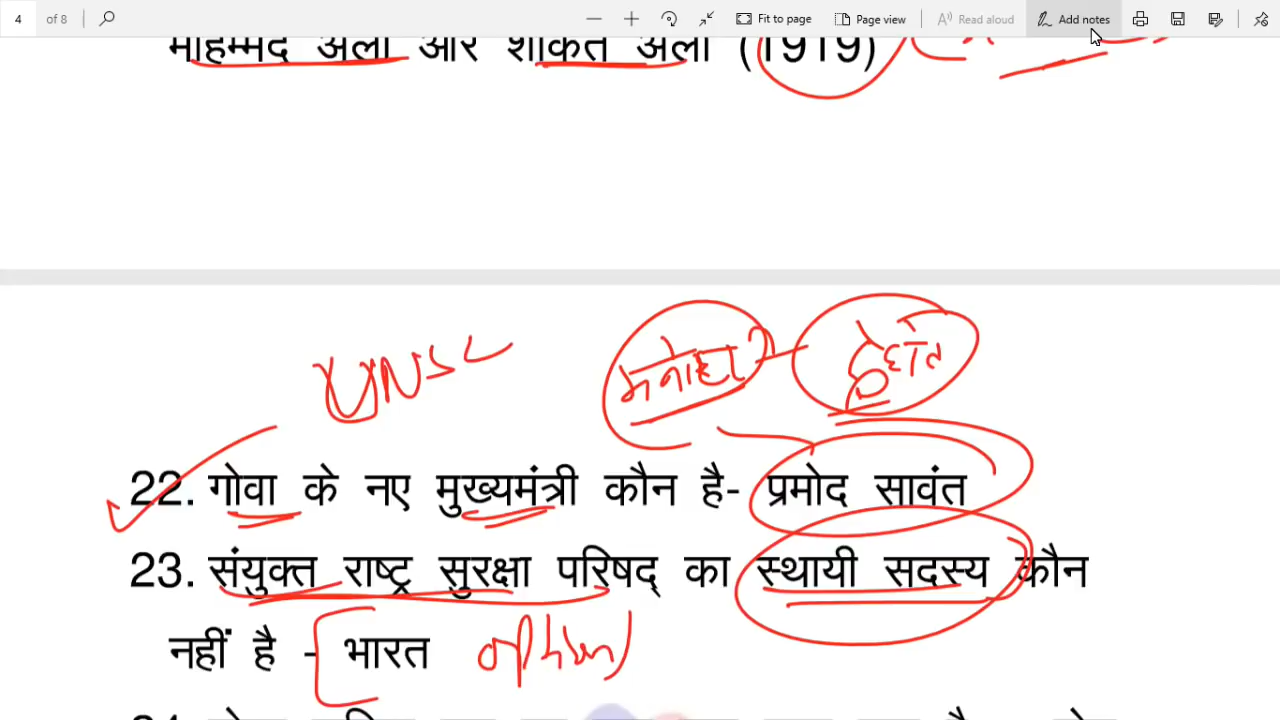 4 of 8 Fit to page Page view Read aloud Add notes
मोहम्मद अली और शौकत अली (1919)
UNSC मनोहर देहांत
22. गोवा के नए मुख्यमंत्री कौन है- प्रमोद सावंत
23. संयुक्त राष्ट्र सुरक्षा परिषद् का स्थायी सदस्य कौन
नहीं है - भारत option